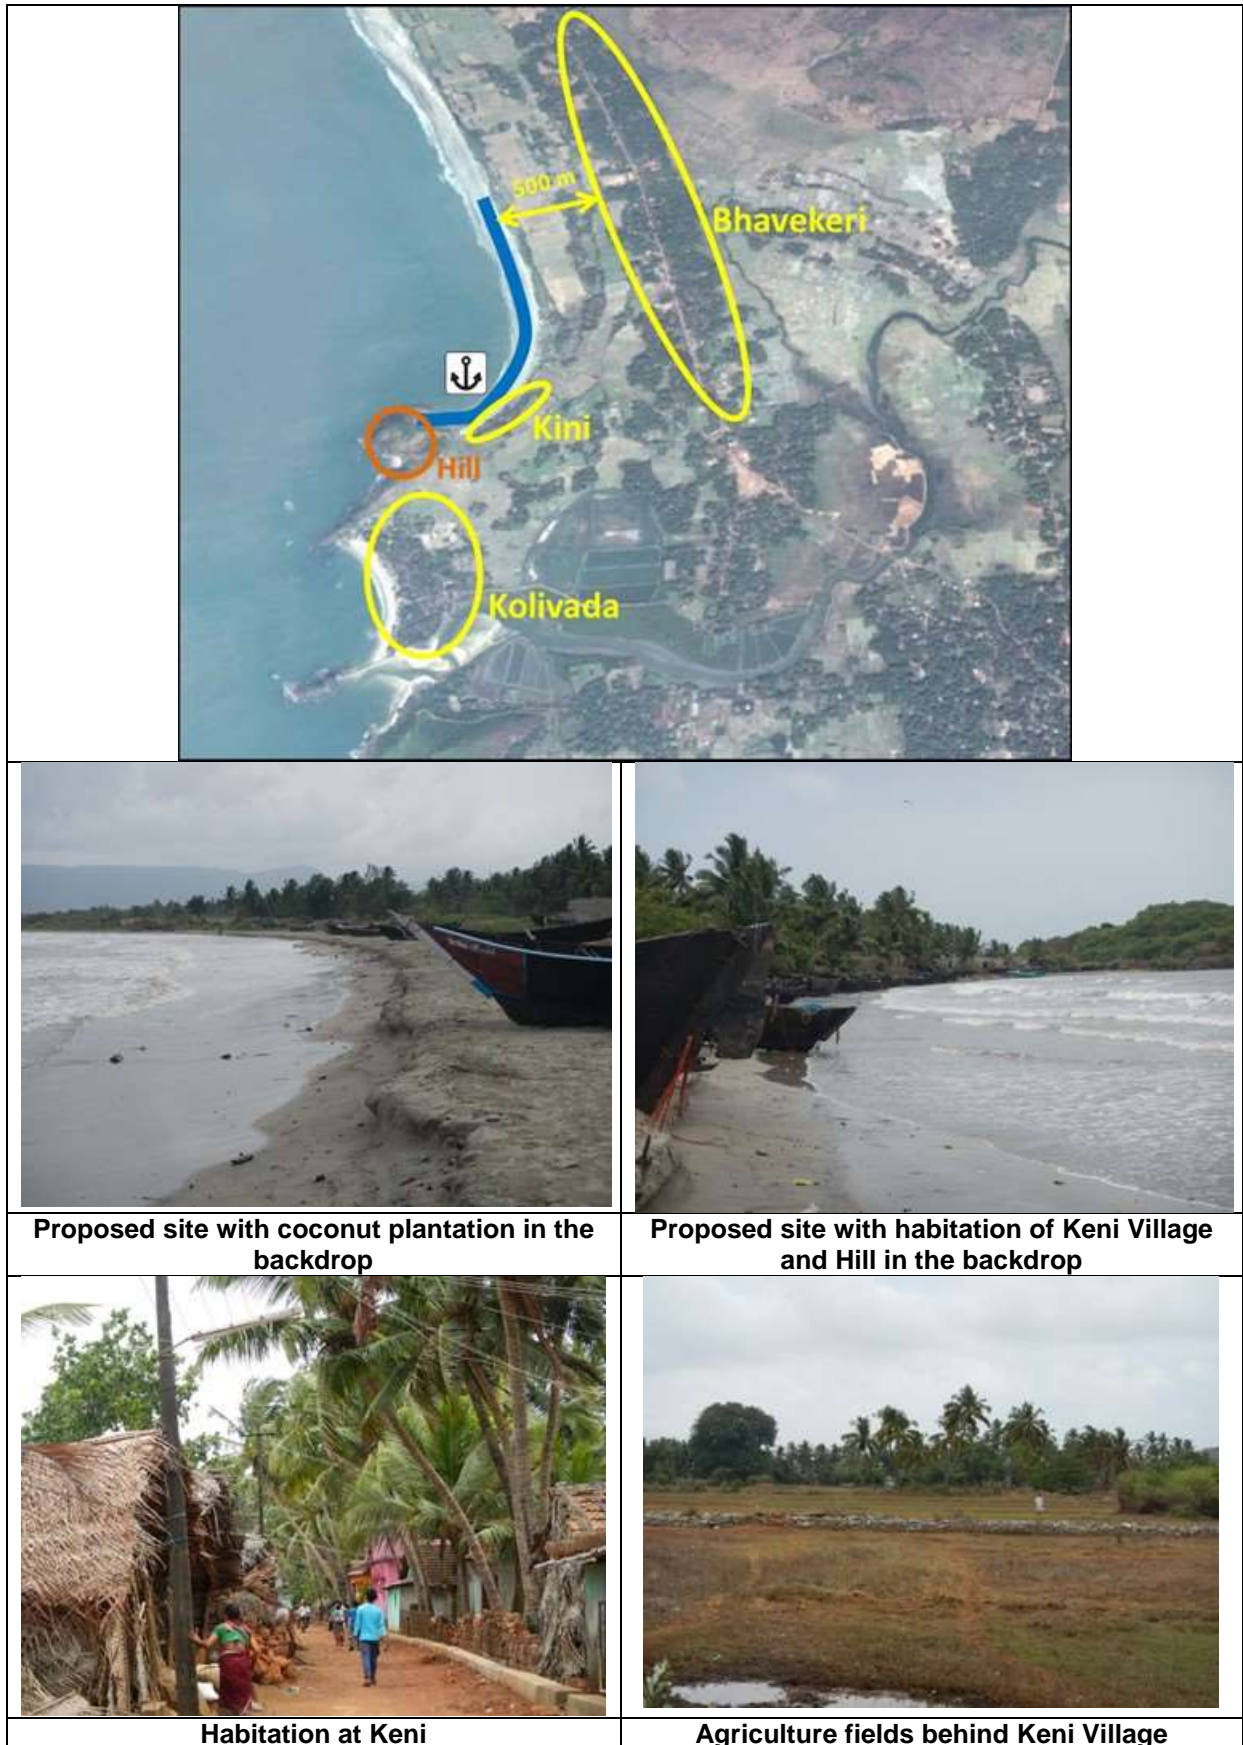 500 m
Bhavekeri
Kini
Hill
Kolivada
Proposed site with coconut plantation in the
backdrop
Proposed site with habitation of Keni Village
and Hill in the backdrop
Habitation at Keni
Agriculture fields behind Keni Village